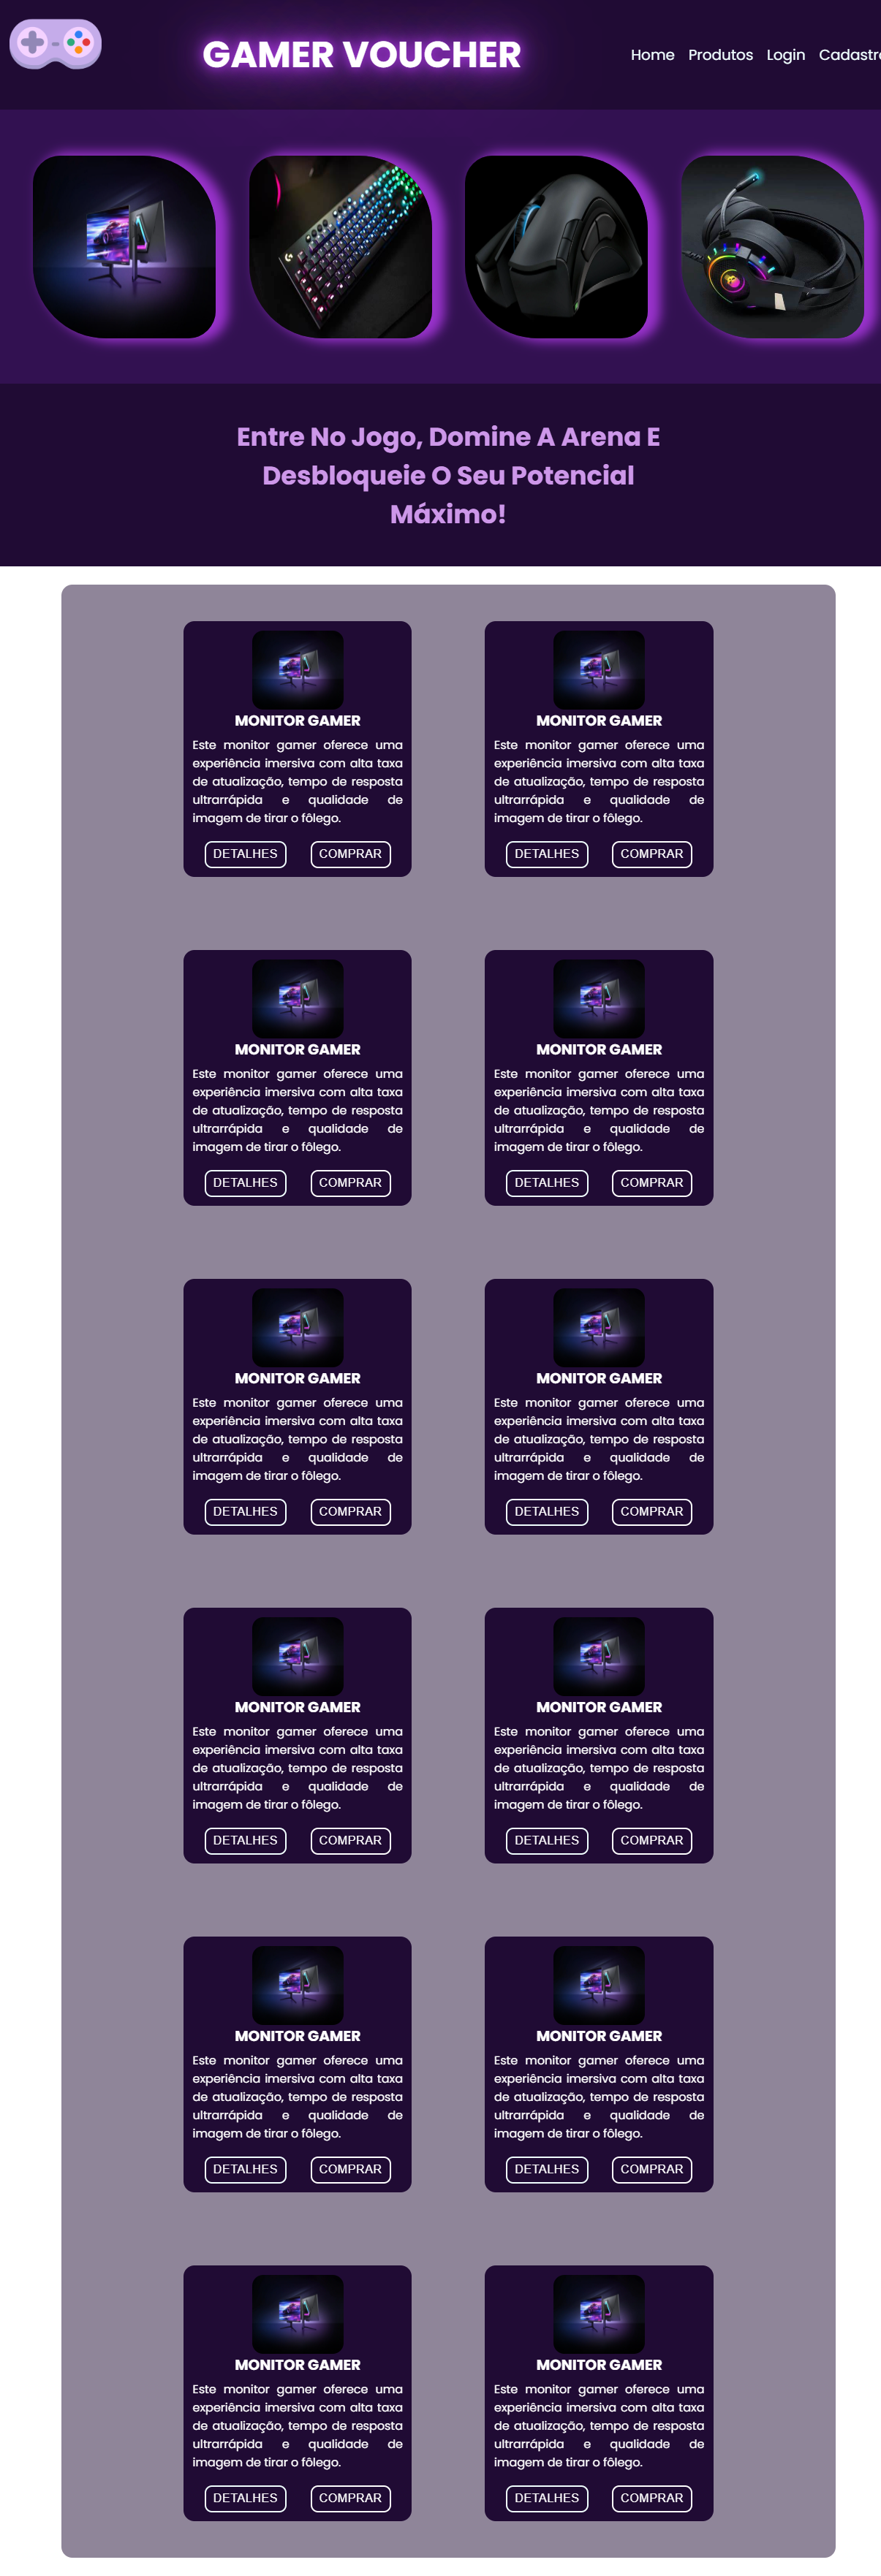 GAMER VOUCHER
Home Produtos Login Cadastro
Entre No Jogo, Domine A Arena E
Desbloqueie O Seu Potencial
Máximo!
MONITOR GAMER
Este monitor gamer oferece uma
experiência imersiva com alta taxa
de atualização, tempo de resposta
ultrarrápida e qualidade de
imagem de tirar o fôlego.
DETALHES COMPRAR
MONITOR GAMER
Este monitor gamer oferece uma
experiência imersiva com alta taxa
de atualização, tempo de resposta
ultrarrápida e qualidade de
imagem de tirar o fôlego.
DETALHES COMPRAR
MONITOR GAMER
Este monitor gamer oferece uma
experiência imersiva com alta taxa
de atualização, tempo de resposta
ultrarrápida e qualidade de
imagem de tirar o fôlego.
DETALHES COMPRAR
MONITOR GAMER
Este monitor gamer oferece uma
experiência imersiva com alta taxa
de atualização, tempo de resposta
ultrarrápida e qualidade de
imagem de tirar o fôlego.
DETALHES COMPRAR
MONITOR GAMER
Este monitor gamer oferece uma
experiência imersiva com alta taxa
de atualização, tempo de resposta
ultrarrápida e qualidade de
imagem de tirar o fôlego.
DETALHES COMPRAR
MONITOR GAMER
Este monitor gamer oferece uma
experiência imersiva com alta taxa
de atualização, tempo de resposta
ultrarrápida e qualidade de
imagem de tirar o fôlego.
DETALHES COMPRAR
MONITOR GAMER
Este monitor gamer oferece uma
experiência imersiva com alta taxa
de atualização, tempo de resposta
ultrarrápida e qualidade de
imagem de tirar o fôlego.
DETALHES COMPRAR
MONITOR GAMER
Este monitor gamer oferece uma
experiência imersiva com alta taxa
de atualização, tempo de resposta
ultrarrápida e qualidade de
imagem de tirar o fôlego.
DETALHES COMPRAR
MONITOR GAMER
Este monitor gamer oferece uma
experiência imersiva com alta taxa
de atualização, tempo de resposta
ultrarrápida e qualidade de
imagem de tirar o fôlego.
DETALHES COMPRAR
MONITOR GAMER
Este monitor gamer oferece uma
experiência imersiva com alta taxa
de atualização, tempo de resposta
ultrarrápida e qualidade de
imagem de tirar o fôlego.
DETALHES COMPRAR
MONITOR GAMER
Este monitor gamer oferece uma
experiência imersiva com alta taxa
de atualização, tempo de resposta
ultrarrápida e qualidade de
imagem de tirar o fôlego.
DETALHES COMPRAR
MONITOR GAMER
Este monitor gamer oferece uma
experiência imersiva com alta taxa
de atualização, tempo de resposta
ultrarrápida e qualidade de
imagem de tirar o fôlego.
DETALHES COMPRAR